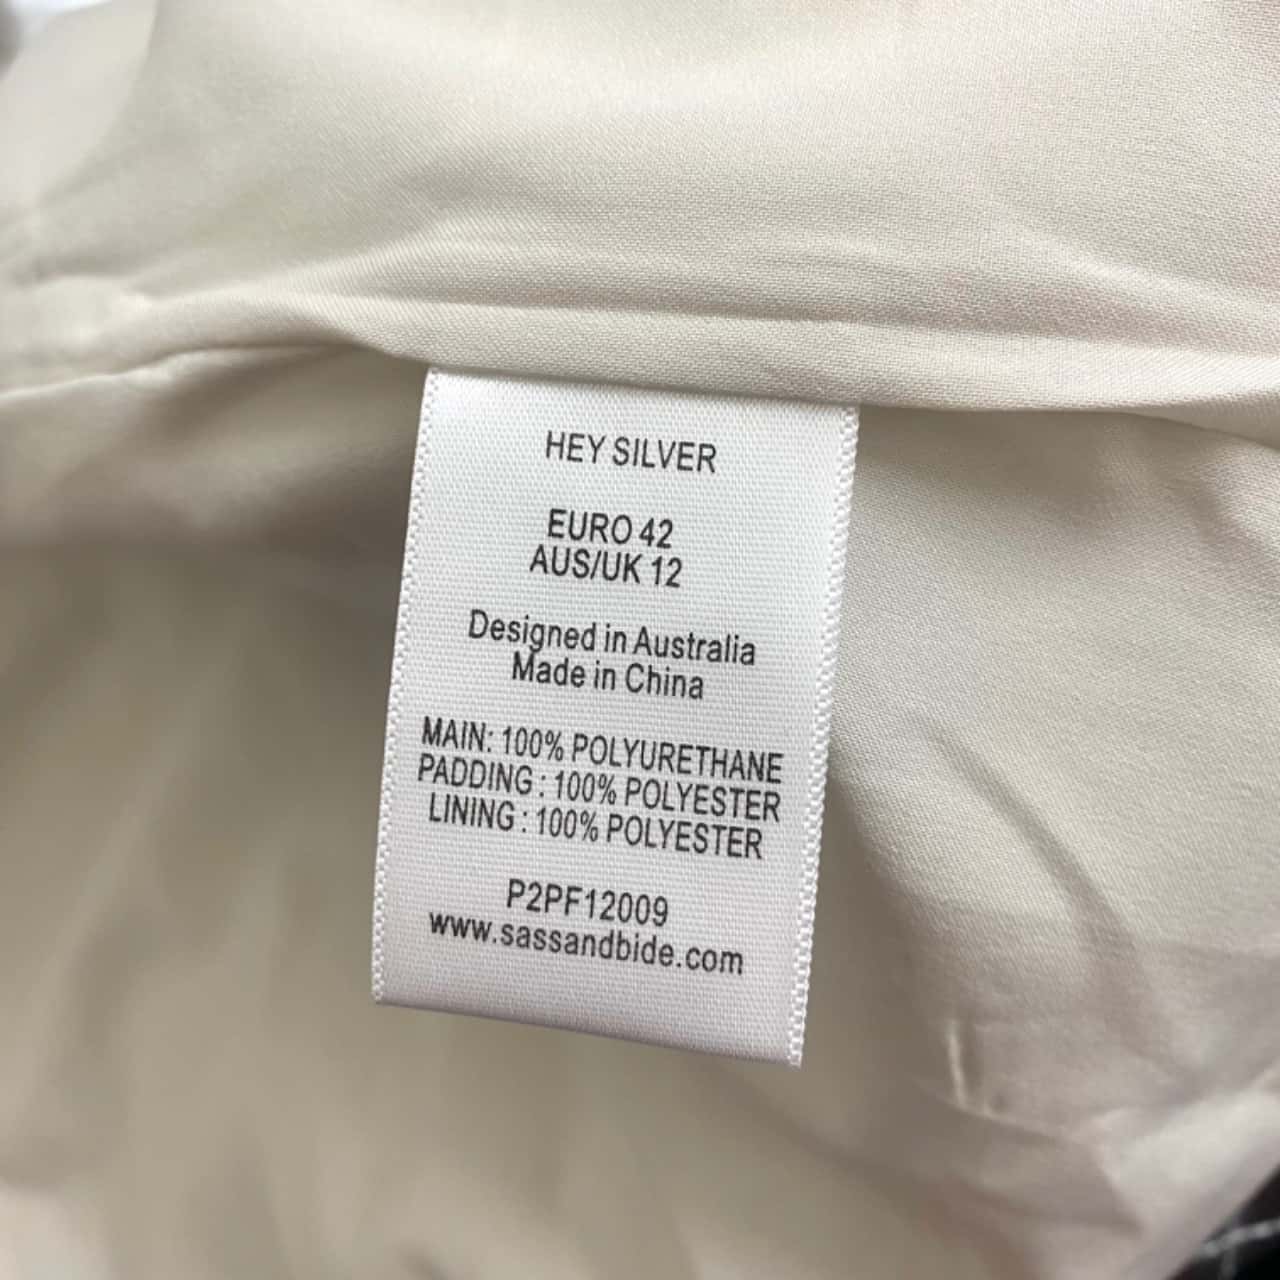 HEY SILVER
EURO 42
AUS/UK 12
Designed in Australia
Made in China
MAIN: 100% POLYURETHANE
PADDING : 100% POLYESTER
LINING : 100% POLYESTER
P2PF12009
www.sassandbide.com